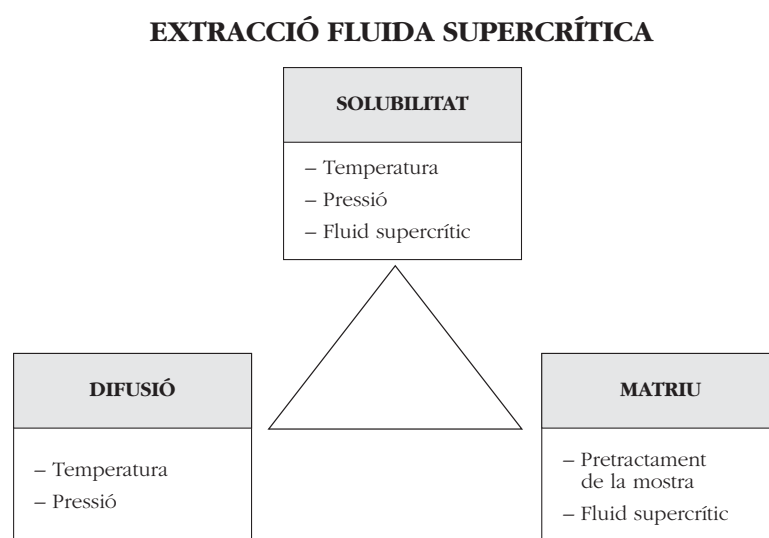 EXTRACCIÓ FLUIDA SUPERCRÍTICA
SOLUBILITAT
– Temperatura
– Pressió
– Fluid supercrític
DIFUSIÓ
– Temperatura
– Pressió
MATRIU
– Pretractament
de la mostra
– Fluid supercrític